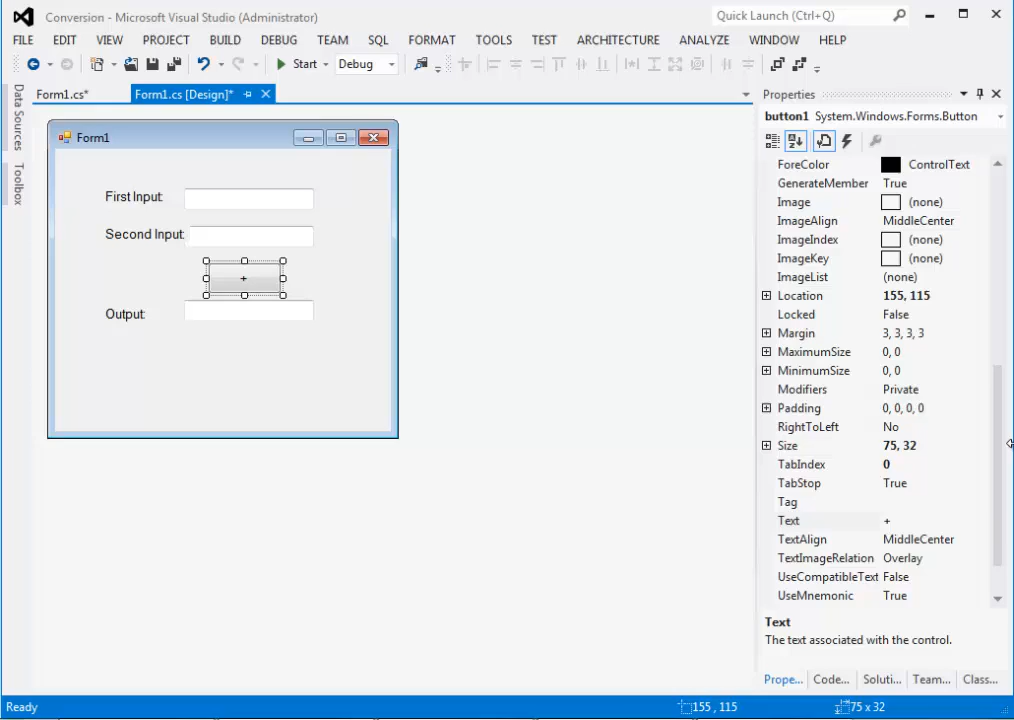 Conversion - Microsoft Visual Studio (Administrator)
Quick Launch (Ctrl+Q)
FILE EDIT VIEW PROJECT BUILD DEBUG TEAM SQL FORMAT TOOLS TEST ARCHITECTURE ANALYZE WINDOW HELP
Start Debug
Form1.cs* Form1.cs [Design]*
Data Sources
Toolbox
Form1
First Input:
Second Input:
+
Output:
Properties
button1 System.Windows.Forms.Button
ForeColor ControlText
GenerateMember True
Image (none)
ImageAlign MiddleCenter
ImageIndex (none)
ImageKey (none)
ImageList (none)
Location 155, 115
Locked False
Margin 3, 3, 3, 3
MaximumSize 0, 0
MinimumSize 0, 0
Modifiers Private
Padding 0, 0, 0, 0
RightToLeft No
Size 75, 32
TabIndex 0
TabStop True
Tag
Text +
TextAlign MiddleCenter
TextImageRelation Overlay
UseCompatibleText False
UseMnemonic True
Text
The text associated with the control.
Prope... Code... Soluti... Team... Class...
Ready 155 , 115 75 x 32